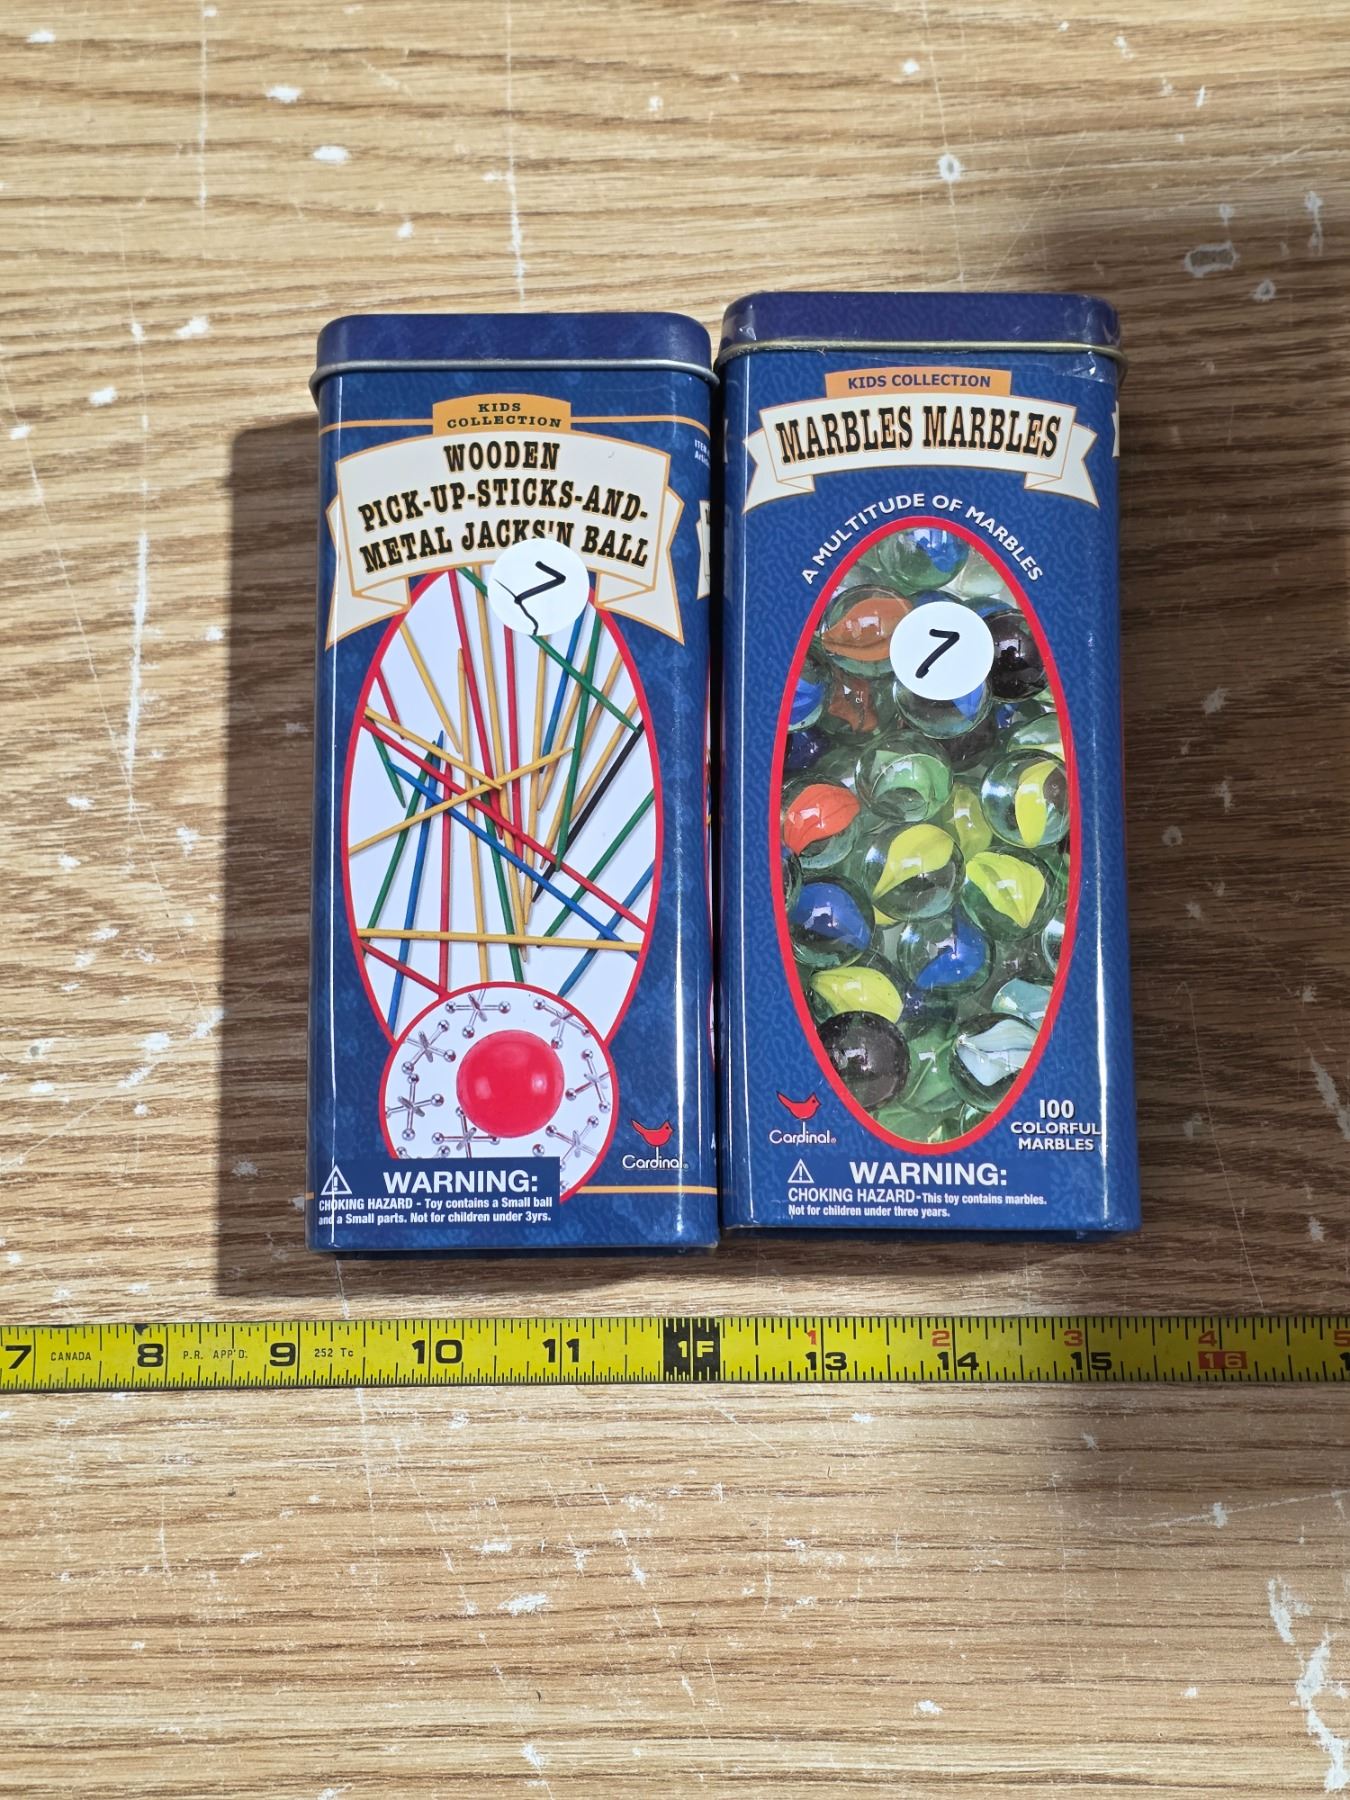 KIDS
COLLECTION
WOODEN
PICK-UP-STICKS-AND-
METAL JACKS'N BALL
7
Cardinal®
WARNING:
CHOKING HAZARD - Toy contains a Small ball
and a Small parts. Not for children under 3yrs.
KIDS COLLECTION
MARBLES MARBLES
A MULTITUDE OF MARBLES
7
Cardinal®
100
COLORFUL
MARBLES
WARNING:
CHOKING HAZARD-This toy contains marbles.
Not for children under three years.
1 2 3 4 5
7 CANADA 8 P.R. APP'D. 9 252 Tc 10 11 1F 13 14 15 16